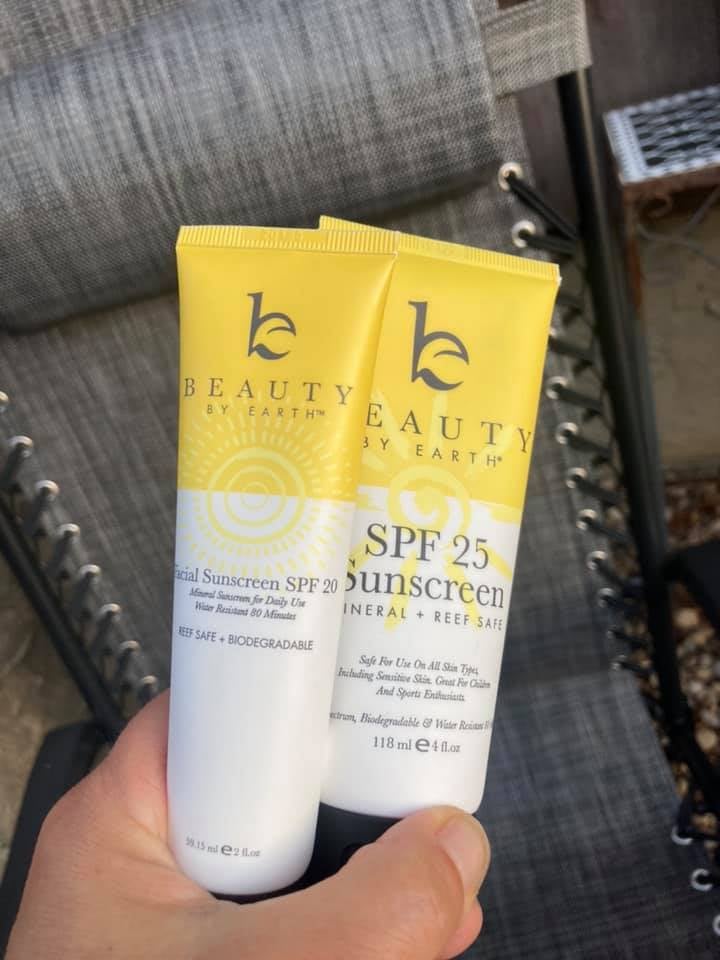 BEAUTY
BY EARTH™
Facial Sunscreen SPF 20
Mineral Sunscreen for Daily Use
Water Resistant 80 Minutes
REEF SAFE + BIODEGRADABLE
59.15 ml e 2 fl.oz
EAUTY
BY EARTH®
SPF 25
Sunscreen
INERAL + REEF SAFE
Safe For Use On All Skin Types,
Including Sensitive Skin. Great For Children
And Sports Enthusiasts.
ectrum, Biodegradable & Water Resistant
118 ml e 4 fl.oz